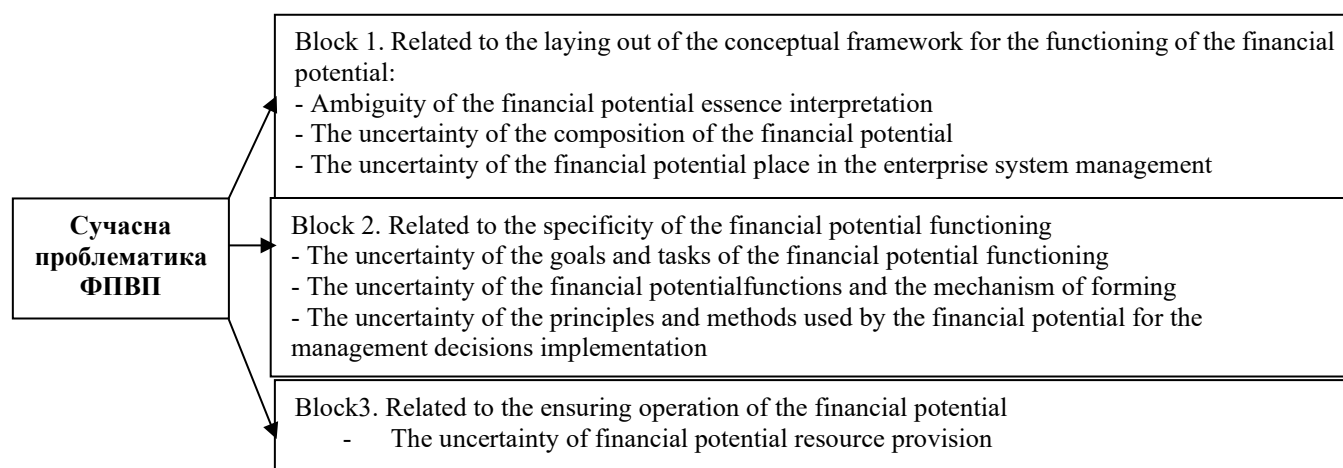 Block 1. Related to the laying out of the conceptual framework for the functioning of the financial
potential:
- Ambiguity of the financial potential essence interpretation
- The uncertainty of the composition of the financial potential
- The uncertainty of the financial potential place in the enterprise system management
Сучасна
проблематика
ФПВП
Block 2. Related to the specificity of the financial potential functioning
- The uncertainty of the goals and tasks of the financial potential functioning
- The uncertainty of the financial potentialfunctions and the mechanism of forming
- The uncertainty of the principles and methods used by the financial potential for the
management decisions implementation
Block3. Related to the ensuring operation of the financial potential
- The uncertainty of financial potential resource provision